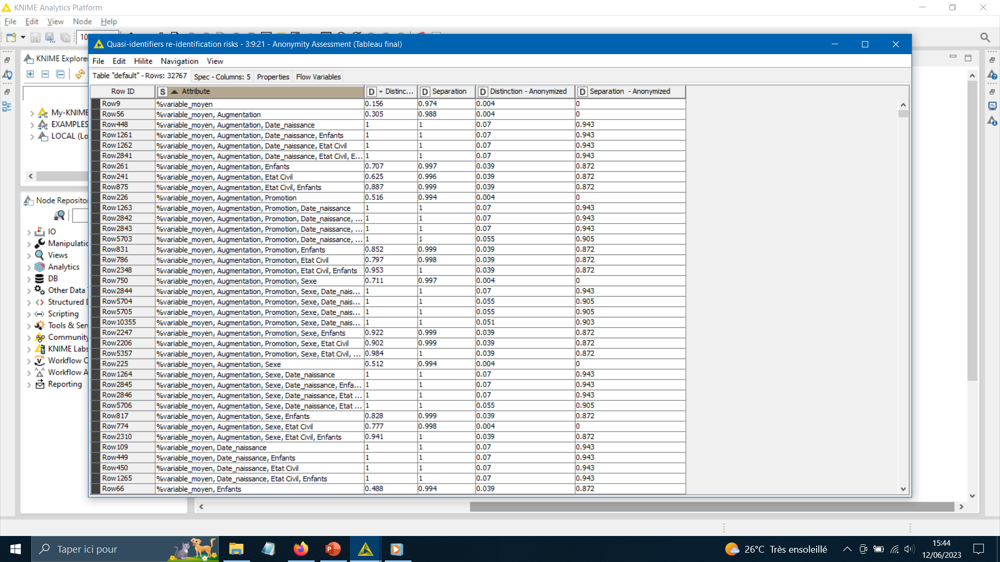 KNIME Analytics Platform
File Edit View Node Help
10
Quasi-identifiers re-identification risks - 3:9:21 - Anonymity Assessment (Tableau final)
File Edit Hilite Navigation View
Table "default" - Rows: 32767 Spec - Columns: 5 Properties Flow Variables
Row ID S Attribute D Distinc... D Separation D Distinction - Anonymized D Separation - Anonymized
Row9 %variable_moyen 0.156 0.974 0.004 0
Row56 %variable_moyen, Augmentation 0.305 0.988 0.004 0
Row448 %variable_moyen, Augmentation, Date_naissance 1 1 0.07 0.943
Row1261 %variable_moyen, Augmentation, Date_naissance, Enfants 1 1 0.07 0.943
Row1262 %variable_moyen, Augmentation, Date_naissance, Etat Civil 1 1 0.07 0.943
Row2841 %variable_moyen, Augmentation, Date_naissance, Etat Civil, E... 1 1 0.07 0.943
Row261 %variable_moyen, Augmentation, Enfants 0.707 0.997 0.039 0.872
Row241 %variable_moyen, Augmentation, Etat Civil 0.625 0.996 0.039 0.872
Row875 %variable_moyen, Augmentation, Etat Civil, Enfants 0.887 0.999 0.039 0.872
Row226 %variable_moyen, Augmentation, Promotion 0.516 0.994 0.004 0
Row1263 %variable_moyen, Augmentation, Promotion, Date_naissance 1 1 0.07 0.943
Row2842 %variable_moyen, Augmentation, Promotion, Date_naissance, ... 1 1 0.07 0.943
Row2843 %variable_moyen, Augmentation, Promotion, Date_naissance, ... 1 1 0.07 0.943
Row5703 %variable_moyen, Augmentation, Promotion, Date_naissance, ... 1 1 0.055 0.905
Row831 %variable_moyen, Augmentation, Promotion, Enfants 0.852 0.999 0.039 0.872
Row786 %variable_moyen, Augmentation, Promotion, Etat Civil 0.797 0.998 0.039 0.872
Row2348 %variable_moyen, Augmentation, Promotion, Etat Civil, Enfants 0.953 1 0.039 0.872
Row750 %variable_moyen, Augmentation, Promotion, Sexe 0.711 0.997 0.004 0
Row2844 %variable_moyen, Augmentation, Promotion, Sexe, Date_nais... 1 1 0.07 0.943
Row5704 %variable_moyen, Augmentation, Promotion, Sexe, Date_nais... 1 1 0.055 0.905
Row5705 %variable_moyen, Augmentation, Promotion, Sexe, Date_nais... 1 1 0.055 0.905
Row10355 %variable_moyen, Augmentation, Promotion, Sexe, Date_nais... 1 1 0.051 0.903
Row2247 %variable_moyen, Augmentation, Promotion, Sexe, Enfants 0.922 0.999 0.039 0.872
Row2206 %variable_moyen, Augmentation, Promotion, Sexe, Etat Civil 0.902 0.999 0.039 0.872
Row5357 %variable_moyen, Augmentation, Promotion, Sexe, Etat Civil, ... 0.984 1 0.039 0.872
Row225 %variable_moyen, Augmentation, Sexe 0.512 0.994 0.004 0
Row1264 %variable_moyen, Augmentation, Sexe, Date_naissance 1 1 0.07 0.943
Row2845 %variable_moyen, Augmentation, Sexe, Date_naissance, Enfa... 1 1 0.07 0.943
Row2846 %variable_moyen, Augmentation, Sexe, Date_naissance, Etat ... 1 1 0.07 0.943
Row5706 %variable_moyen, Augmentation, Sexe, Date_naissance, Etat ... 1 1 0.055 0.905
Row817 %variable_moyen, Augmentation, Sexe, Enfants 0.828 0.999 0.039 0.872
Row774 %variable_moyen, Augmentation, Sexe, Etat Civil 0.777 0.998 0.004 0
Row2310 %variable_moyen, Augmentation, Sexe, Etat Civil, Enfants 0.941 1 0.039 0.872
Row109 %variable_moyen, Date_naissance 1 1 0.07 0.943
Row449 %variable_moyen, Date_naissance, Enfants 1 1 0.07 0.943
Row450 %variable_moyen, Date_naissance, Etat Civil 1 1 0.07 0.943
Row1265 %variable_moyen, Date_naissance, Etat Civil, Enfants 1 1 0.07 0.943
Row66 %variable_moyen, Enfants 0.488 0.994 0.039 0.872
KNIME Explore
My-KNIME
EXAMPLES
LOCAL (Lo
Node Reposito
IO
Manipulatio
Views
Analytics
DB
Other Data
Structured D
Scripting
Tools & Ser
Community
KNIME Labs
Workflow C
Workflow A
Reporting
Taper ici pour
26°C Très ensoleillé
15:44
12/06/2023